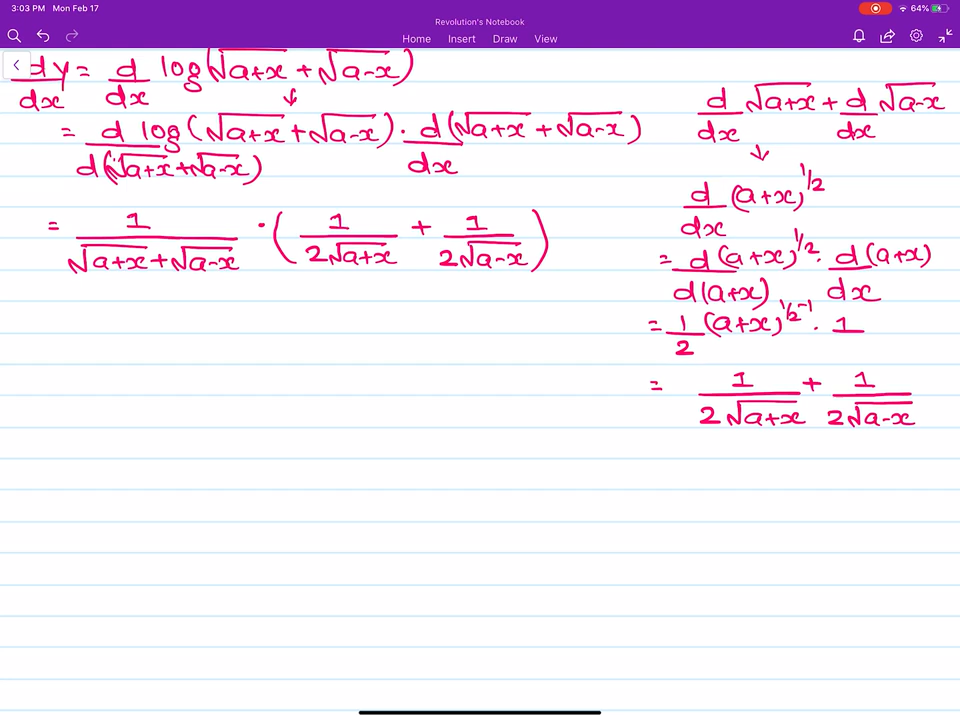 3:03 PM Mon Feb 17 64%
Revolution's Notebook
Home Insert Draw View
dy/dx = d/dx log(√(a+x) + √(a-x))
= d/d(√(a+x)+√(a-x)) log(√(a+x)+√(a-x)) · d/dx (√(a+x) + √(a-x))
= 1/(√(a+x)+√(a-x)) · (1/(2√(a+x)) + 1/(2√(a-x)))
d/dx √(a+x) + d/dx √(a-x)
d/dx (a+x)^1/2
= d(a+x)^1/2/d(a+x) · d(a+x)/dx
= 1/2 (a+x)^1/2-1 · 1
= 1/(2√(a+x)) + 1/(2√(a-x))